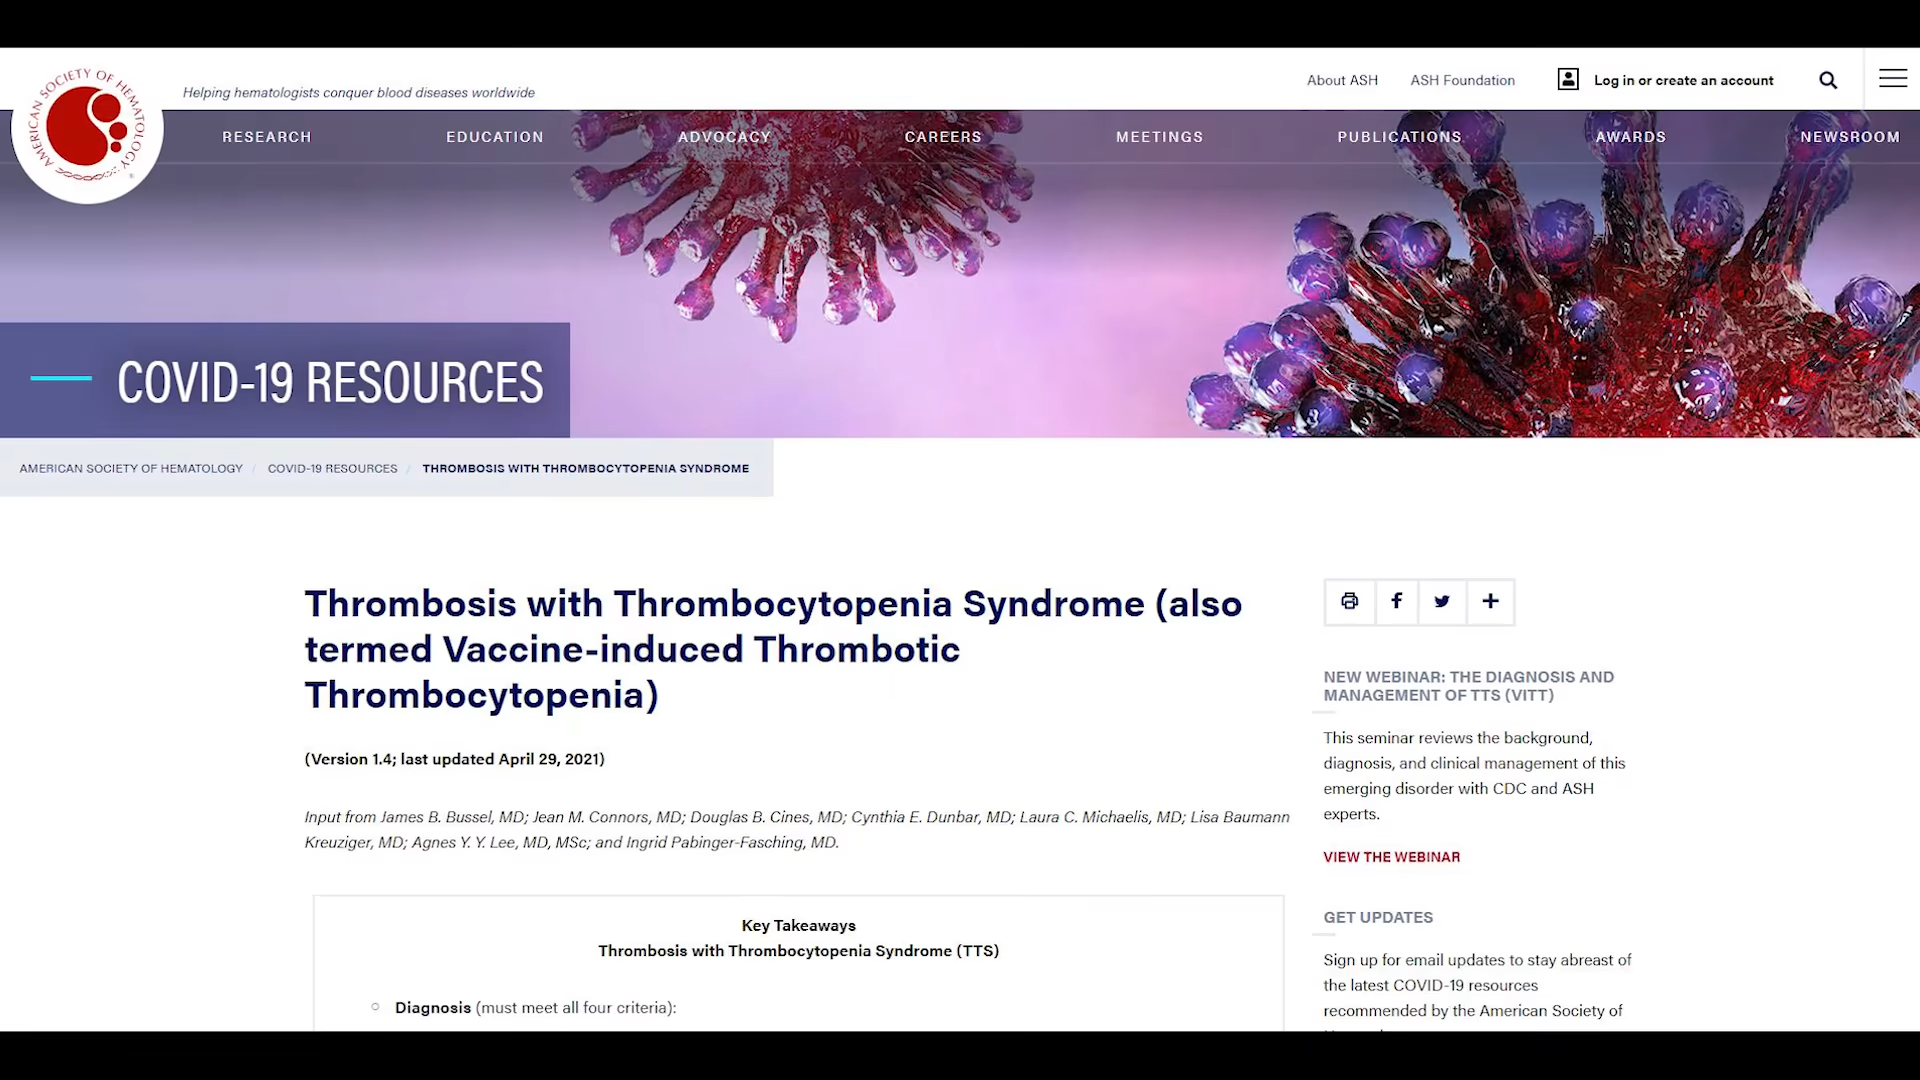 AMERICAN SOCIETY OF HEMATOLOGY
®
Helping hematologists conquer blood diseases worldwide
About ASH
ASH Foundation
Log in or create an account
RESEARCH
EDUCATION
ADVOCACY
CAREERS
MEETINGS
PUBLICATIONS
AWARDS
NEWSROOM
COVID-19 RESOURCES
AMERICAN SOCIETY OF HEMATOLOGY / COVID-19 RESOURCES / THROMBOSIS WITH THROMBOCYTOPENIA SYNDROME
Thrombosis with Thrombocytopenia Syndrome (also
termed Vaccine-induced Thrombotic
Thrombocytopenia)
(Version 1.4; last updated April 29, 2021)
Input from James B. Bussel, MD; Jean M. Connors, MD; Douglas B. Cines, MD; Cynthia E. Dunbar, MD; Laura C. Michaelis, MD; Lisa Baumann
Kreuziger, MD; Agnes Y. Y. Lee, MD, MSc; and Ingrid Pabinger-Fasching, MD.
Key Takeaways
Thrombosis with Thrombocytopenia Syndrome (TTS)
Diagnosis (must meet all four criteria):
NEW WEBINAR: THE DIAGNOSIS AND
MANAGEMENT OF TTS (VITT)
This seminar reviews the background,
diagnosis, and clinical management of this
emerging disorder with CDC and ASH
experts.
VIEW THE WEBINAR
GET UPDATES
Sign up for email updates to stay abreast of
the latest COVID-19 resources
recommended by the American Society of